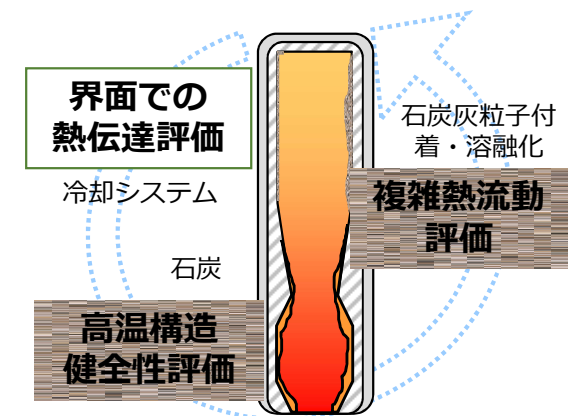 界面での
熱伝達評価
冷却システム
石炭
高温構造
健全性評価
石炭灰粒子付
着・溶融化
複雑熱流動
評価